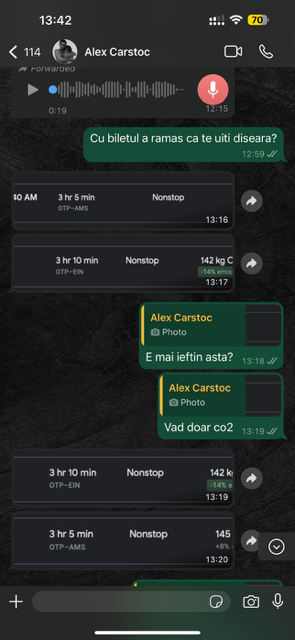 13:42
70
114
Alex Carstoc
Forwarded
0:19
12:15
Cu biletul a ramas ca te uiti diseara?
12:59
40 AM
3 hr 5 min
Nonstop
OTP–AMS
13:16
3 hr 10 min
Nonstop
142 kg C
OTP–EIN
-14% emis
13:17
Alex Carstoc
Photo
E mai ieftin asta?
13:18
Alex Carstoc
Photo
Vad doar co2
13:19
3 hr 10 min
Nonstop
142 kg
OTP–EIN
-14% e
13:19
3 hr 5 min
Nonstop
145
OTP–AMS
+8%
13:20